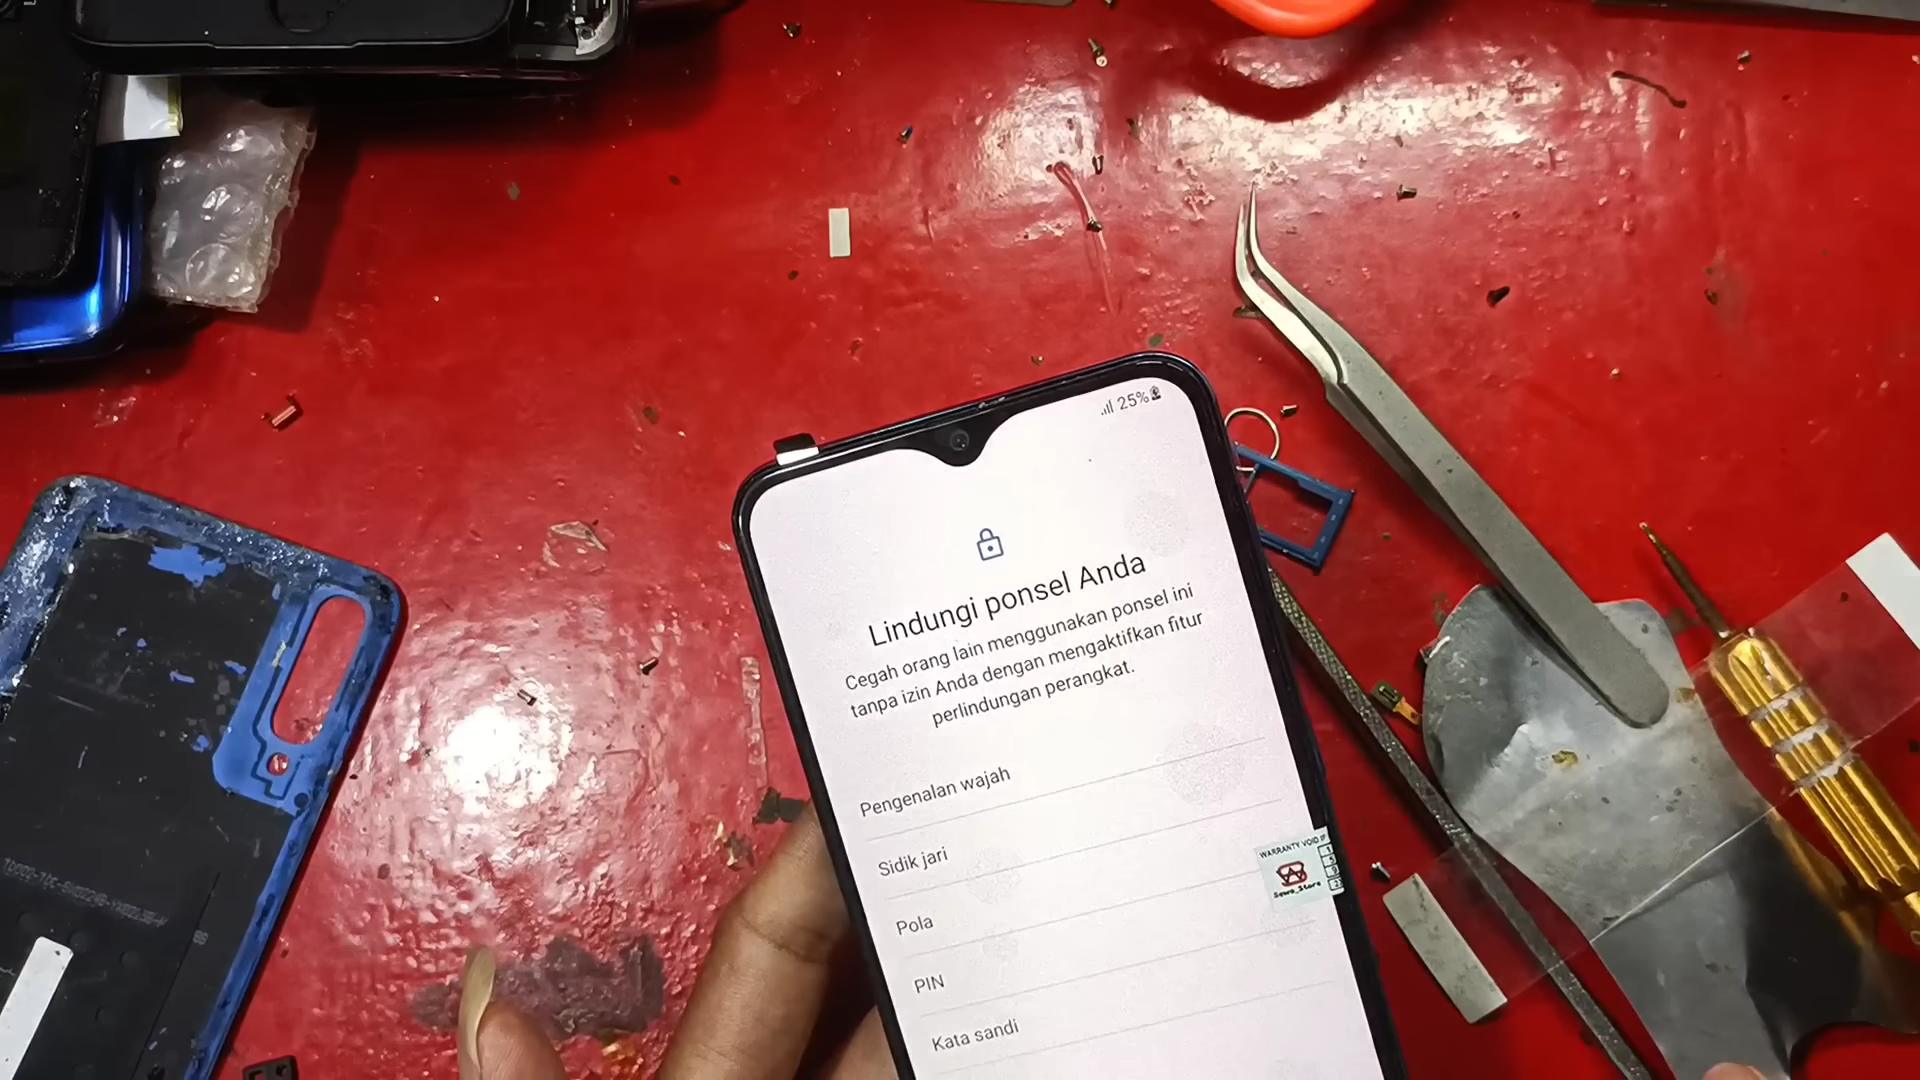 25%
Lindungi ponsel Anda
Cegah orang lain menggunakan ponsel ini
tanpa izin Anda dengan mengaktifkan fitur
perlindungan perangkat.
Pengenalan wajah
Sidik jari
Pola
PIN
Kata sandi
WARRANTY VOID IF
Sewa_Store